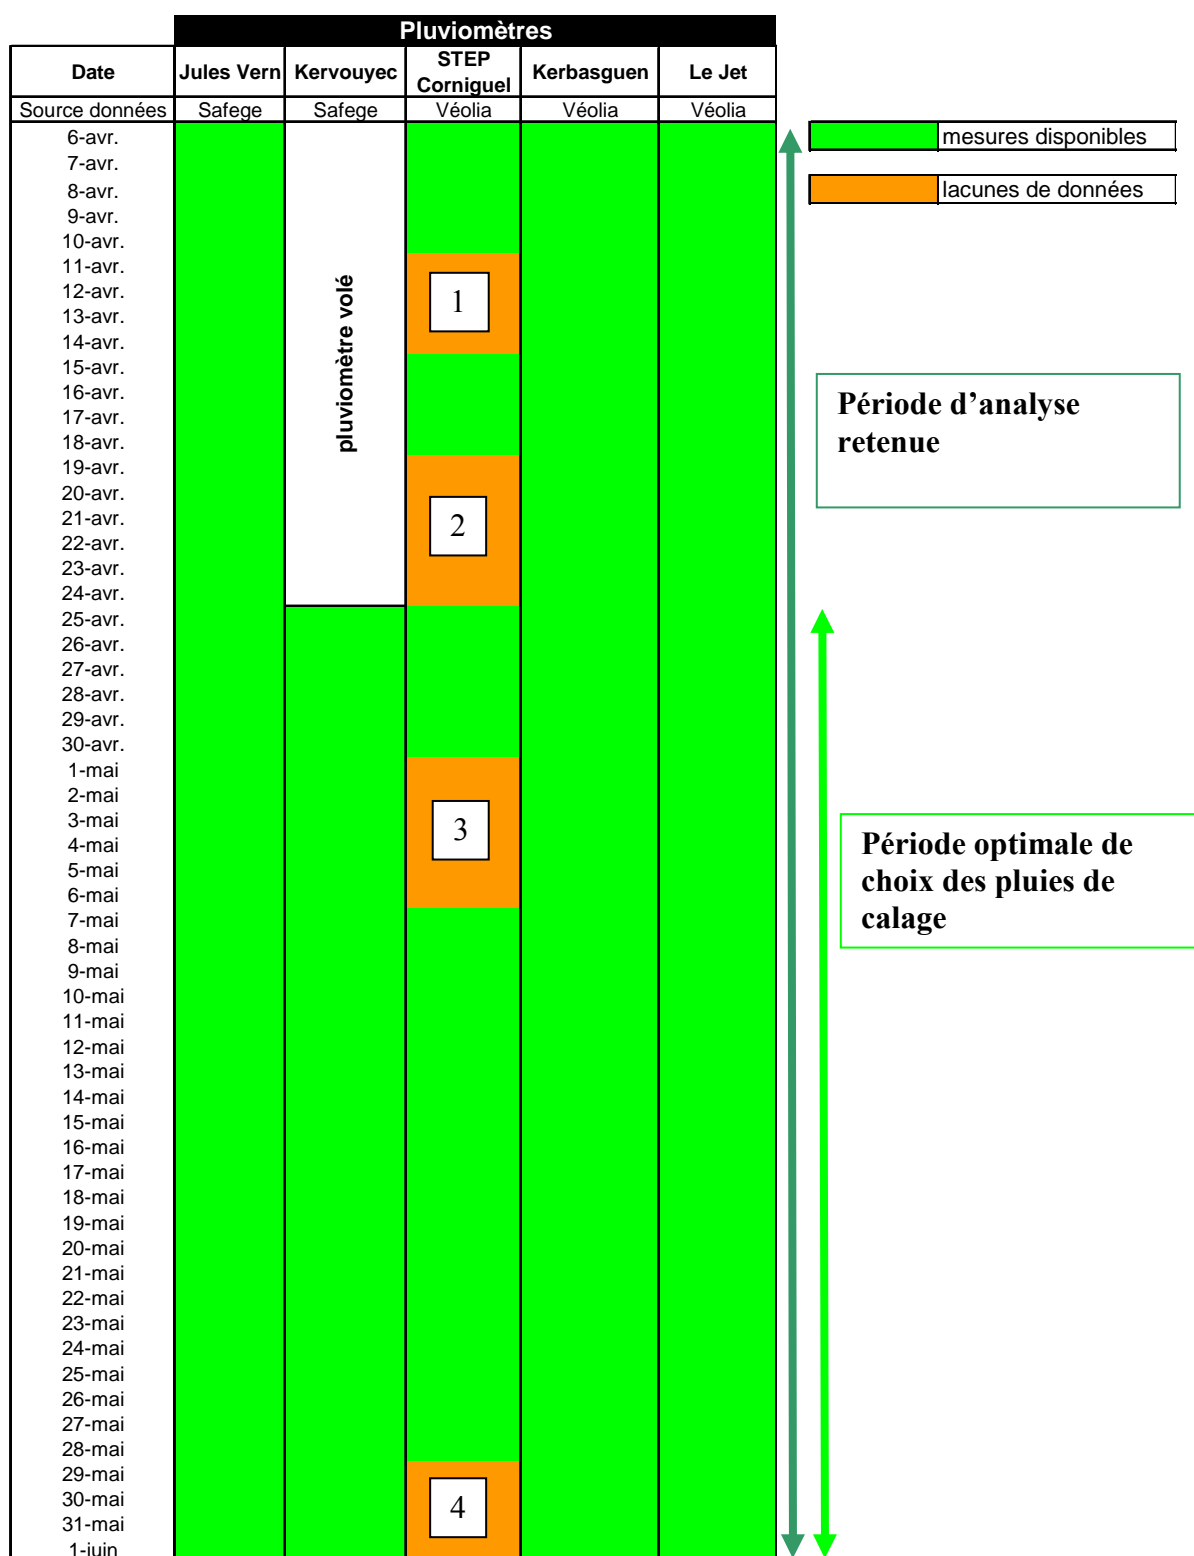 Pluviomètres
Date Jules Vern Kervouyec STEP Corniguel Kerbasguen Le Jet
Source données Safege Safege Véolia Véolia Véolia
6-avr.
mesures disponibles
7-avr.
8-avr.
lacunes de données
9-avr.
10-avr.
11-avr.
12-avr.
1
13-avr.
14-avr.
pluviomètre volé
15-avr.
16-avr.
17-avr.
18-avr.
Période d’analyse
retenue
19-avr.
20-avr.
21-avr.
2
22-avr.
23-avr.
24-avr.
25-avr.
26-avr.
27-avr.
28-avr.
29-avr.
30-avr.
1-mai
2-mai
3-mai
3
4-mai
5-mai
6-mai
Période optimale de
choix des pluies de
calage
7-mai
8-mai
9-mai
10-mai
11-mai
12-mai
13-mai
14-mai
15-mai
16-mai
17-mai
18-mai
19-mai
20-mai
21-mai
22-mai
23-mai
24-mai
25-mai
26-mai
27-mai
28-mai
29-mai
30-mai
4
31-mai
1-juin